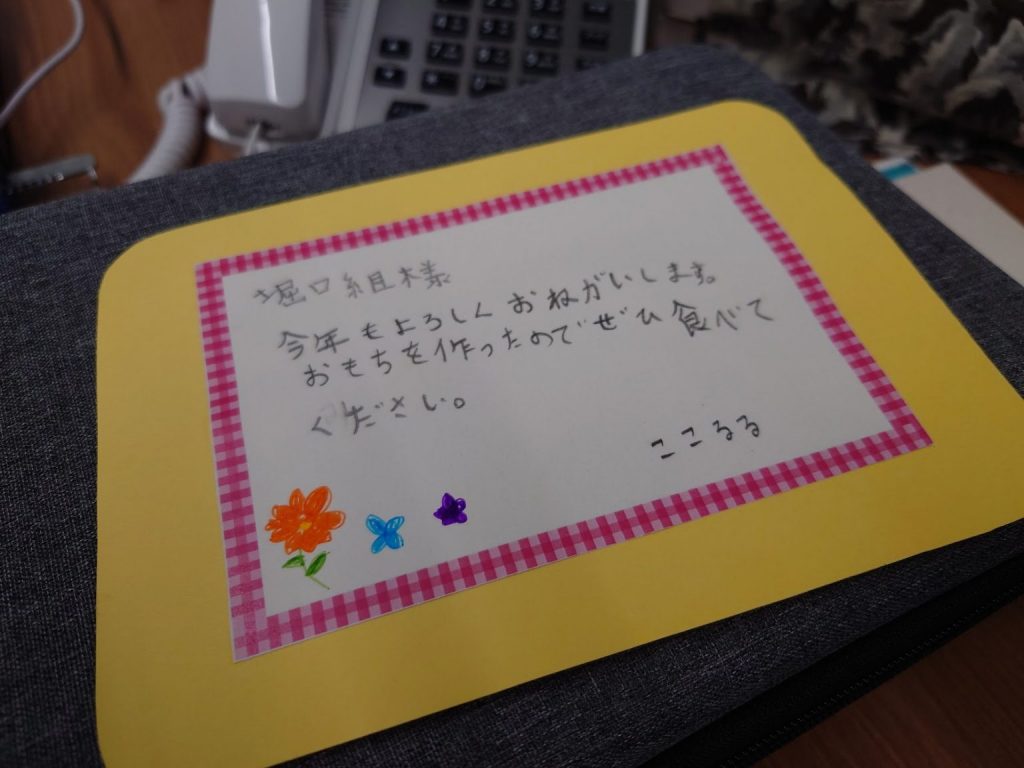 堀口組様
今年もよろしくおねがいします。
おもちを作ったのでぜひ食べて
ください。
こころる